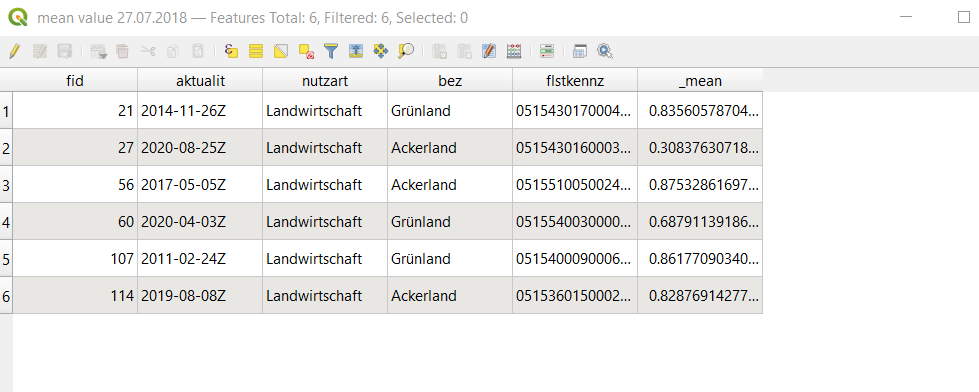 mean value 27.07.2018 — Features Total: 6, Filtered: 6, Selected: 0
fid aktualit nutzart bez flstkennz _mean
1 21 2014-11-26Z Landwirtschaft Grünland 0515430170004... 0.83560578704...
2 27 2020-08-25Z Landwirtschaft Ackerland 0515430160003... 0.30837630718...
3 56 2017-05-05Z Landwirtschaft Ackerland 0515510050024... 0.87532861697...
4 60 2020-04-03Z Landwirtschaft Grünland 0515540030000... 0.68791139186...
5 107 2011-02-24Z Landwirtschaft Grünland 0515400090006... 0.86177090340...
6 114 2019-08-08Z Landwirtschaft Ackerland 0515360150002... 0.82876914277...